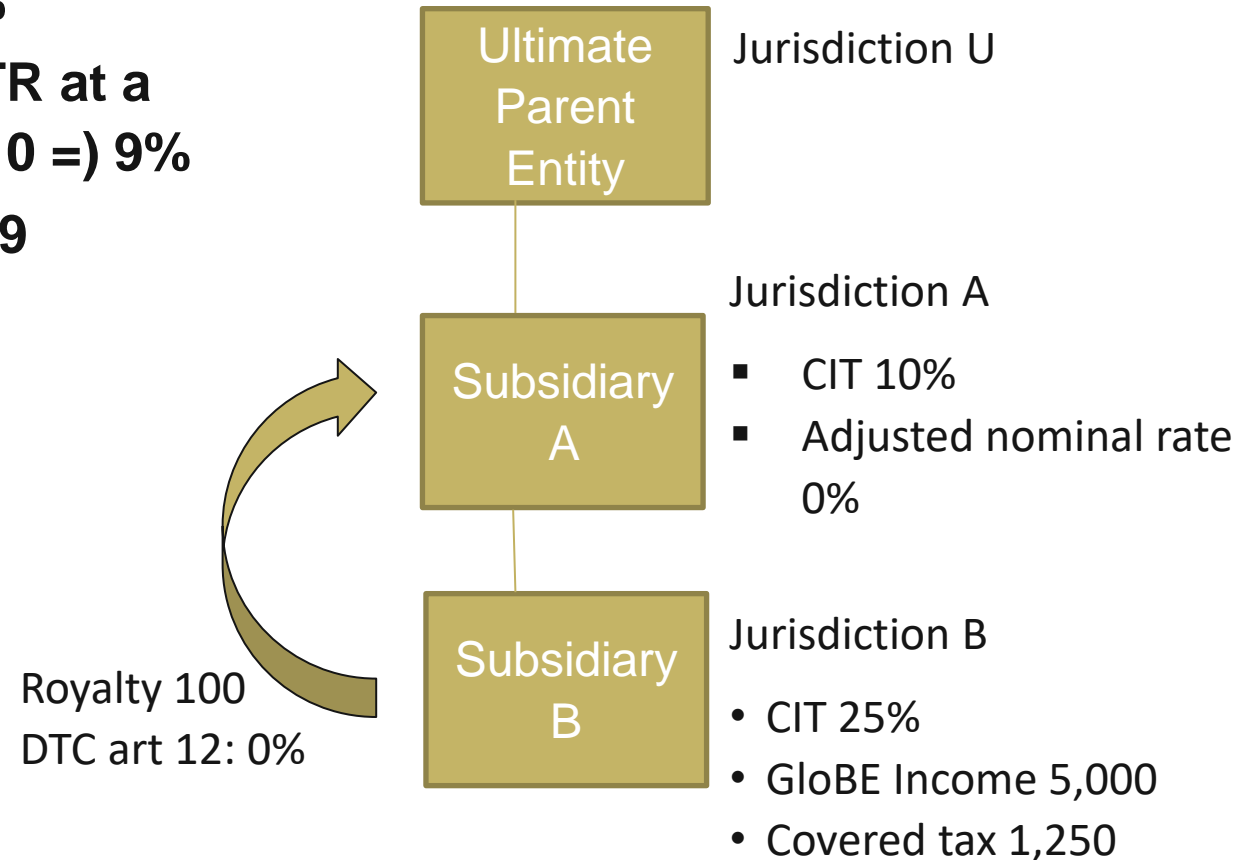 TR at a
0 =) 9%
9
Ultimate
Parent
Entity
Jurisdiction U
Jurisdiction A
Subsidiary
A
▪ CIT 10%
▪ Adjusted nominal rate
0%
Subsidiary
B
Jurisdiction B
• CIT 25%
• GloBE Income 5,000
• Covered tax 1,250
Royalty 100
DTC art 12: 0%